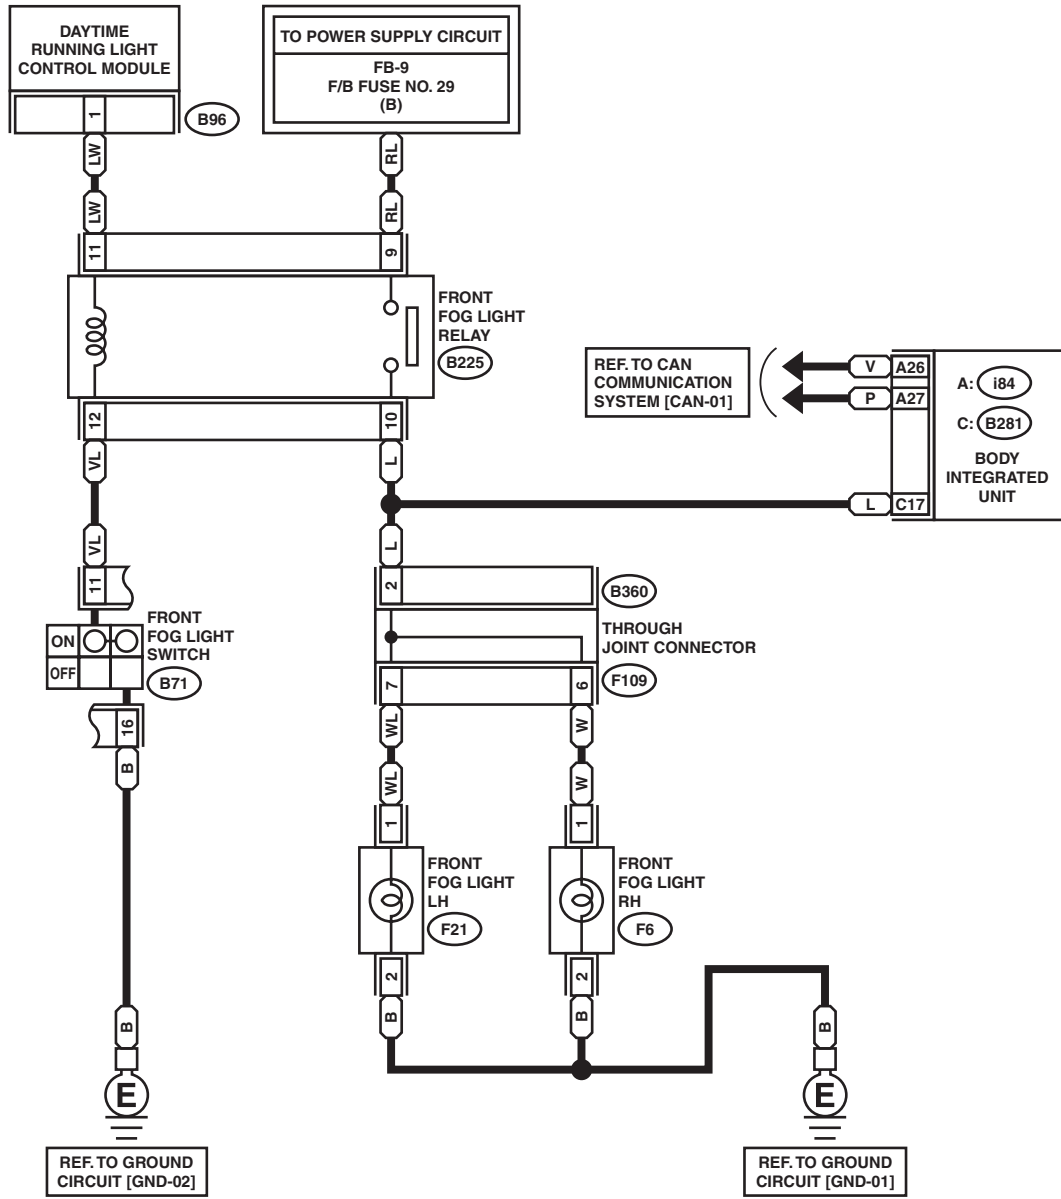 DAYTIME
RUNNING LIGHT
CONTROL MODULE
1
B96
LW
LW
TO POWER SUPPLY CIRCUIT
FB-9
F/B FUSE NO. 29
(B)
RL
RL
11
9
FRONT
FOG LIGHT
RELAY
B225
12
10
VL
L
REF. TO CAN
COMMUNICATION
SYSTEM [CAN-01]
V
A26
P
A27
L
C17
A:
i84
C:
B281
BODY
INTEGRATED
UNIT
VL
L
11
2
B360
FRONT
FOG LIGHT
SWITCH
B71
ON
OFF
THROUGH
JOINT CONNECTOR
F109
16
B
7
6
WL
W
WL
W
1
1
FRONT
FOG LIGHT
LH
F21
FRONT
FOG LIGHT
RH
F6
2
2
B
B
B
B
E
E
REF. TO GROUND
CIRCUIT [GND-02]
REF. TO GROUND
CIRCUIT [GND-01]